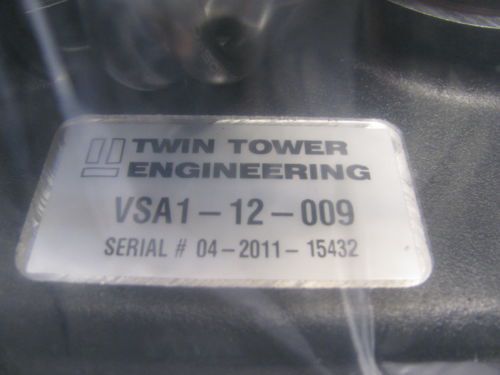 TWIN TOWER
ENGINEERING
VSA1-12-009
SERIAL # 04-2011-15432